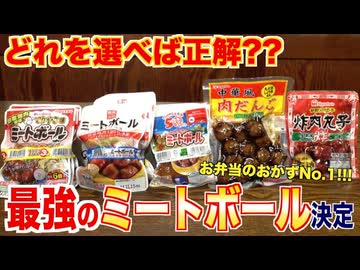 どれを選べば正解??
ミートボール
ミートボール
ミートボール
中華風
肉だんご
炸肉丸子
お弁当のおかずNo.1!!!
最強のミートボール決定